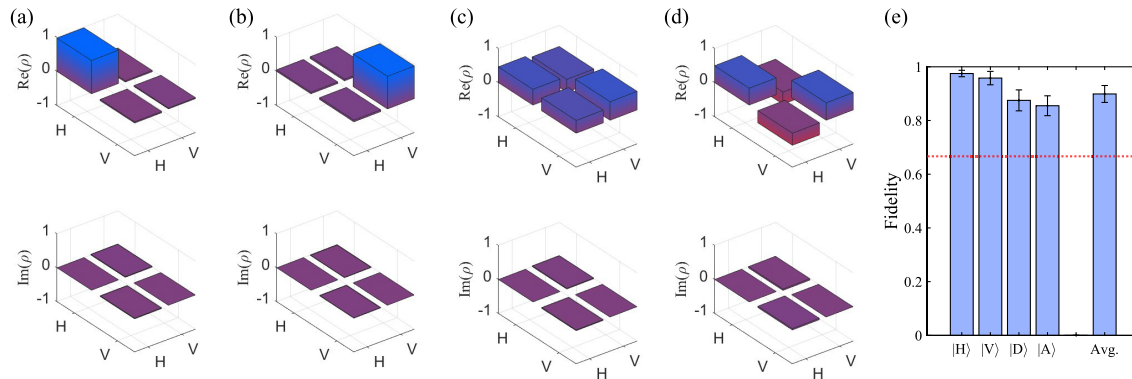 (a)
1
0
-1
Re(ρ)
H
V
H
V
(b)
1
0
-1
Re(ρ)
H
V
H
V
(c)
1
0
-1
Re(ρ)
H
V
H
V
(d)
1
0
-1
Re(ρ)
H
V
H
V
1
0
-1
Im(ρ)
H
V
H
V
1
0
-1
Im(ρ)
H
V
H
V
1
0
-1
Im(ρ)
H
V
H
V
1
0
-1
Im(ρ)
H
V
H
V
(e)
1
0.8
0.6
0.4
0.2
0
Fidelity
|H⟩ |V⟩ |D⟩ |A⟩ Avg.